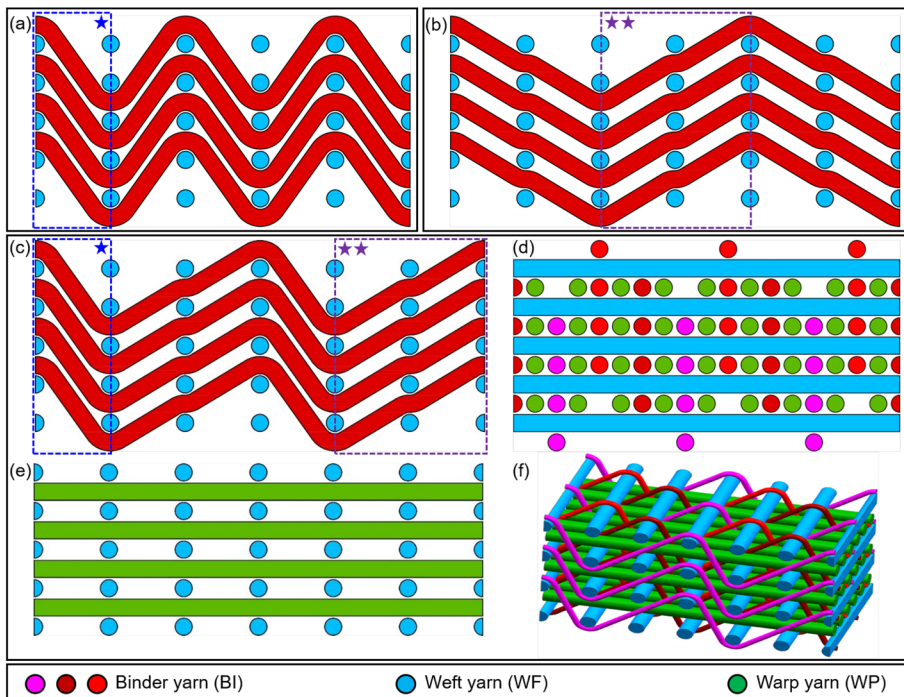 (a)
(b)
(c)
(d)
(e)
(f)
Binder yarn (BI)
Weft yarn (WF)
Warp yarn (WP)